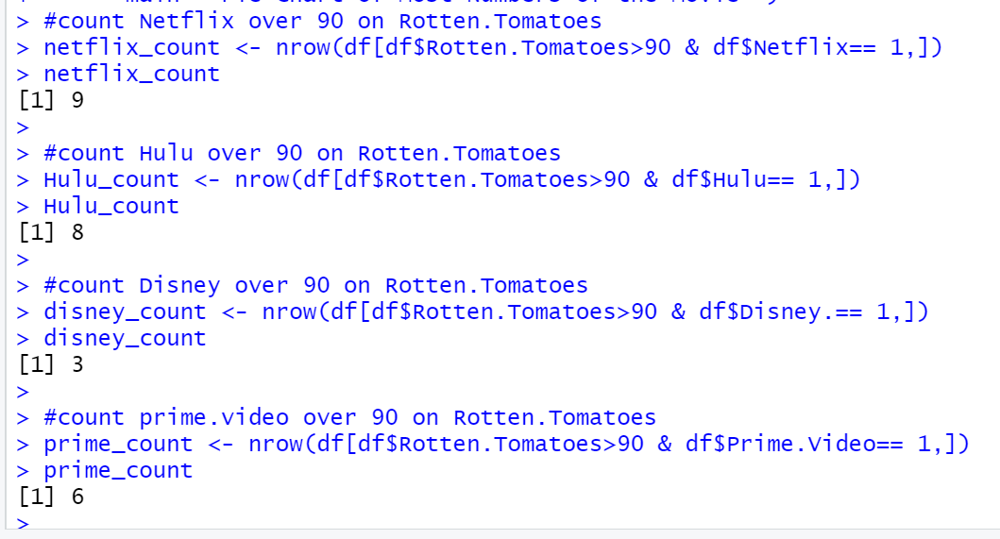 > #count Netflix over 90 on Rotten.Tomatoes
> netflix_count <- nrow(df[df$Rotten.Tomatoes>90 & df$Netflix== 1,])
> netflix_count
[1] 9
>
> #count Hulu over 90 on Rotten.Tomatoes
> Hulu_count <- nrow(df[df$Rotten.Tomatoes>90 & df$Hulu== 1,])
> Hulu_count
[1] 8
>
> #count Disney over 90 on Rotten.Tomatoes
> disney_count <- nrow(df[df$Rotten.Tomatoes>90 & df$Disney.== 1,])
> disney_count
[1] 3
>
> #count prime.video over 90 on Rotten.Tomatoes
> prime_count <- nrow(df[df$Rotten.Tomatoes>90 & df$Prime.Video== 1,])
> prime_count
[1] 6
>